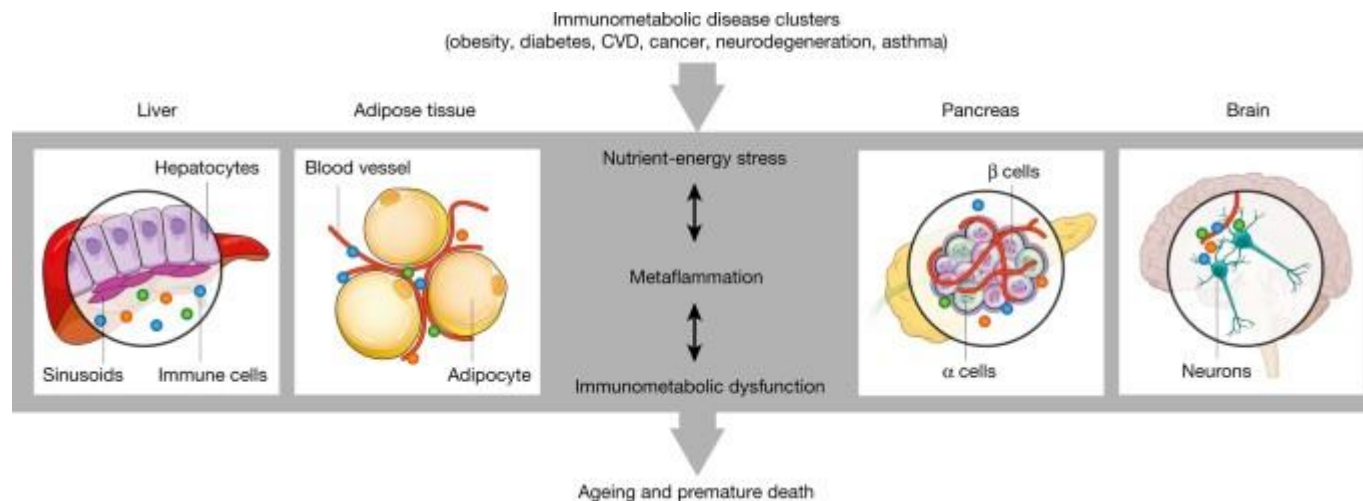 Immunometabolic disease clusters
(obesity, diabetes, CVD, cancer, neurodegeneration, asthma)
Liver
Adipose tissue
Pancreas
Brain
Hepatocytes
Sinusoids
Immune cells
Blood vessel
Adipocyte
Nutrient-energy stress
Metaflammation
Immunometabolic dysfunction
β cells
α cells
Neurons
Ageing and premature death